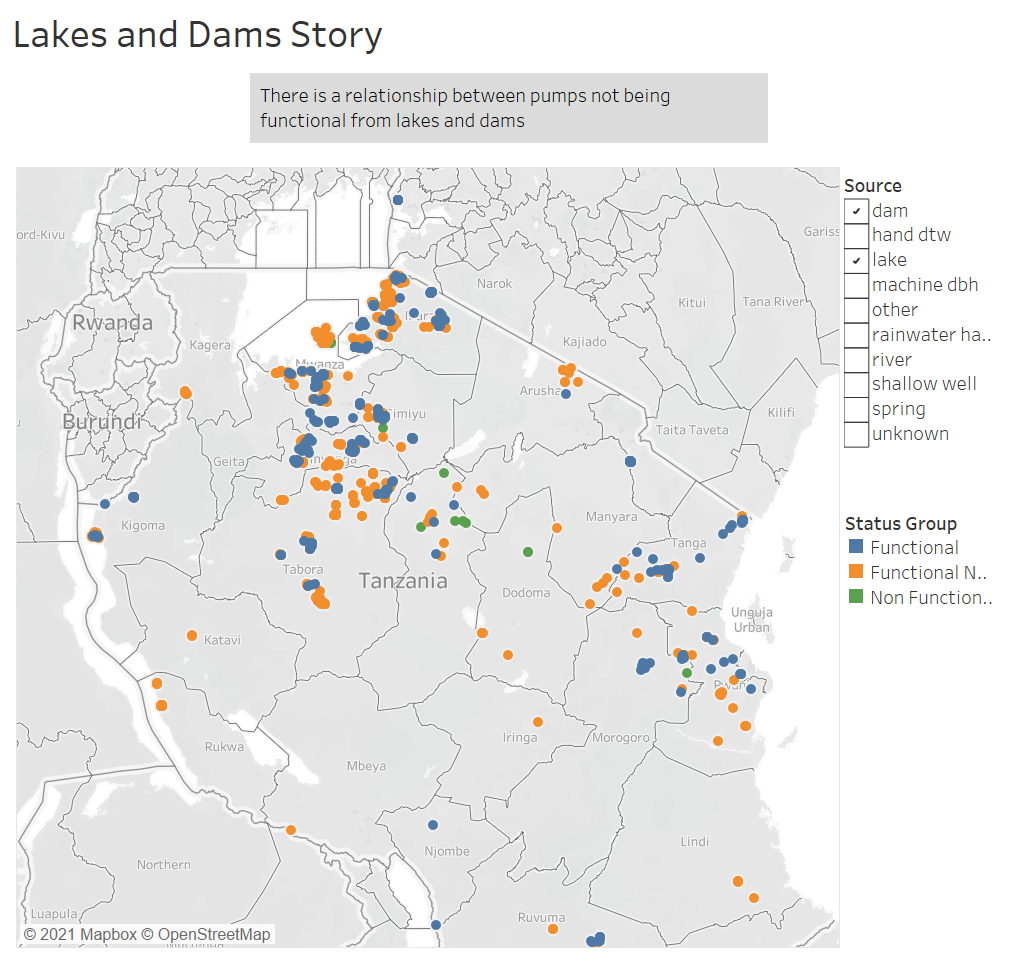 Lakes and Dams Story
There is a relationship between pumps not being
functional from lakes and dams
Source
dam
hand dtw
lake
machine dbh
other
rainwater ha..
river
shallow well
spring
unknown
Status Group
Functional
Functional N..
Non Function..
ord-Kivu
Rwanda
Kagera
Narok
Kitui
Tana River
Kajiado
Mwanza
Arusha
Kilifi
Burundi
Taita Taveta
Geita
Kigoma
Manyara
Tanga
Tabora
Tanzania
Dodoma
Unguja
Urban
Katavi
Pwani
Rukwa
Iringa
Morogoro
Mbeya
Njombe
Lindi
Northern
Luapula
Ruvuma
© 2021 Mapbox © OpenStreetMap